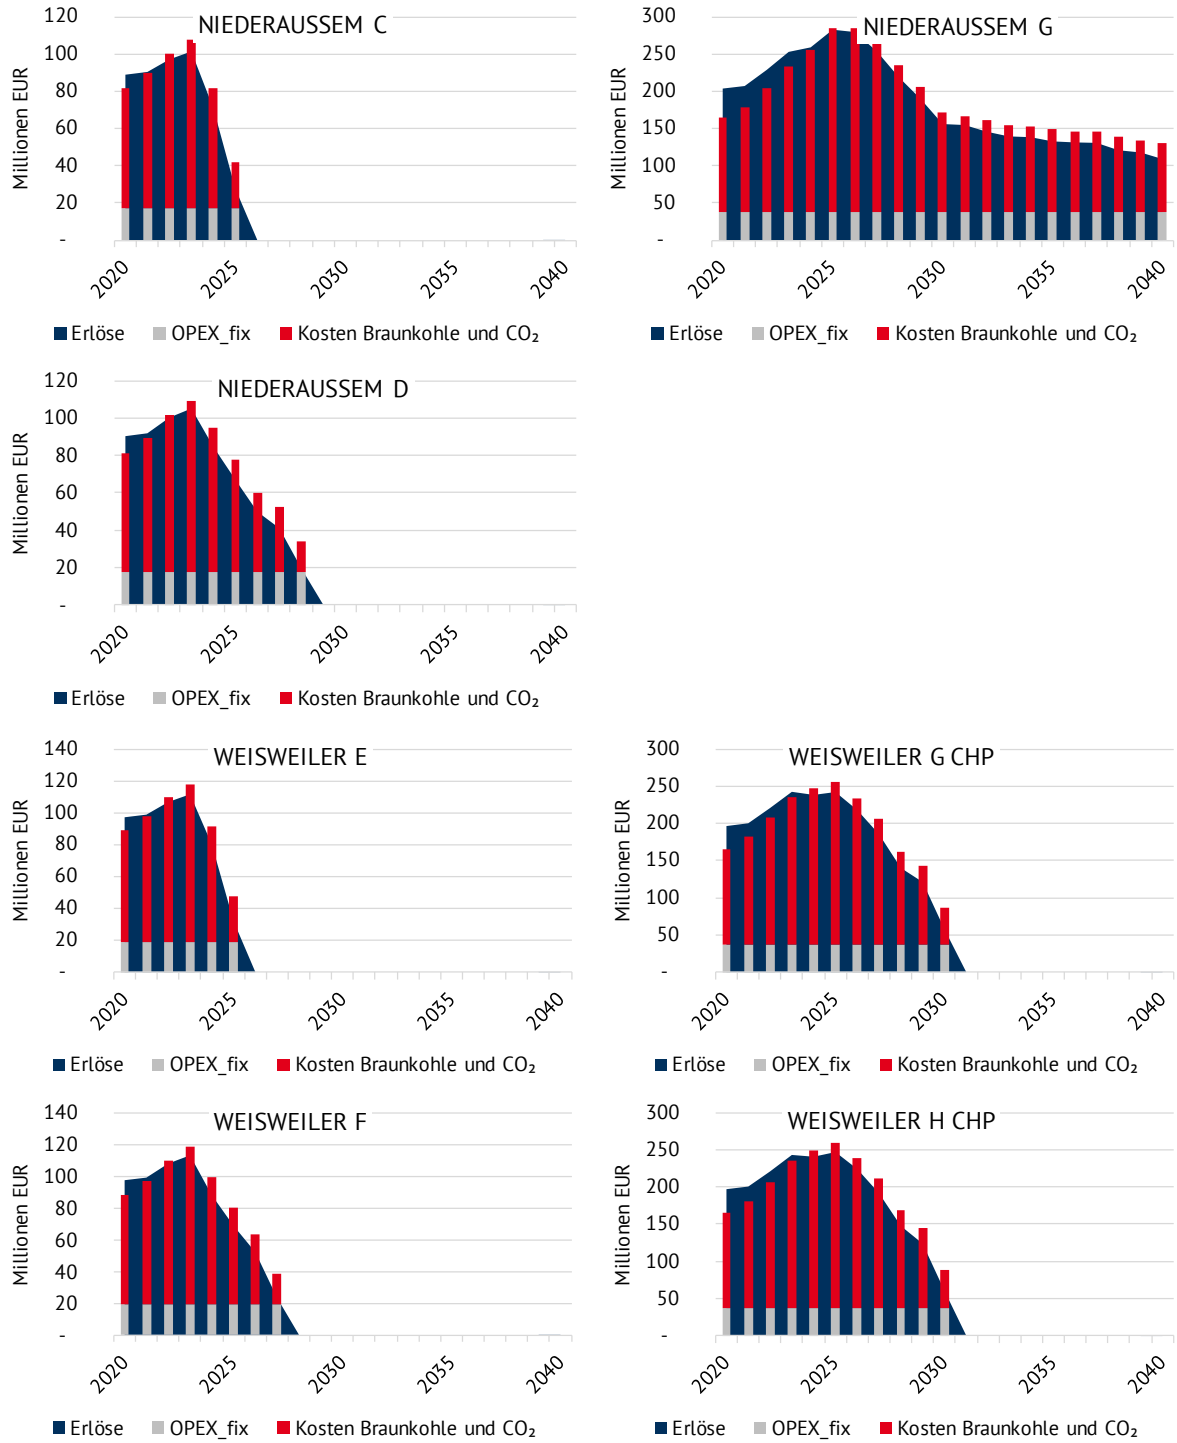 NIEDERAUSSEM C
Millionen EUR
120
100
80
60
40
20
-
2020 2025 2030 2035 2040
Erlöse OPEX_fix Kosten Braunkohle und CO₂
NIEDERAUSSEM G
Millionen EUR
300
250
200
150
100
50
-
2020 2025 2030 2035 2040
Erlöse OPEX_fix Kosten Braunkohle und CO₂
NIEDERAUSSEM D
Millionen EUR
120
100
80
60
40
20
-
2020 2025 2030 2035 2040
Erlöse OPEX_fix Kosten Braunkohle und CO₂
WEISWEILER E
Millionen EUR
140
120
100
80
60
40
20
-
2020 2025 2030 2035 2040
Erlöse OPEX_fix Kosten Braunkohle und CO₂
WEISWEILER G CHP
Millionen EUR
300
250
200
150
100
50
-
2020 2025 2030 2035 2040
Erlöse OPEX_fix Kosten Braunkohle und CO₂
WEISWEILER F
Millionen EUR
140
120
100
80
60
40
20
-
2020 2025 2030 2035 2040
Erlöse OPEX_fix Kosten Braunkohle und CO₂
WEISWEILER H CHP
Millionen EUR
300
250
200
150
100
50
-
2020 2025 2030 2035 2040
Erlöse OPEX_fix Kosten Braunkohle und CO₂